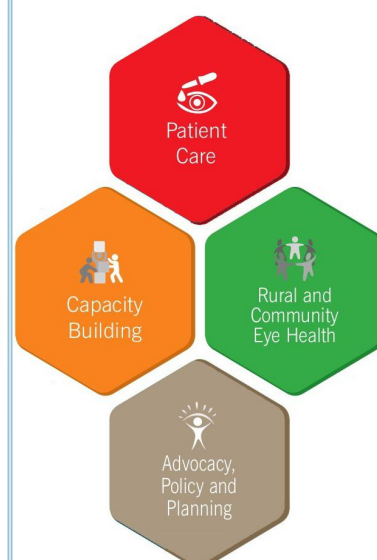 Patient
Care
Capacity
Building
Rural and
Community
Eye Health
Advocacy,
Policy and
Planning